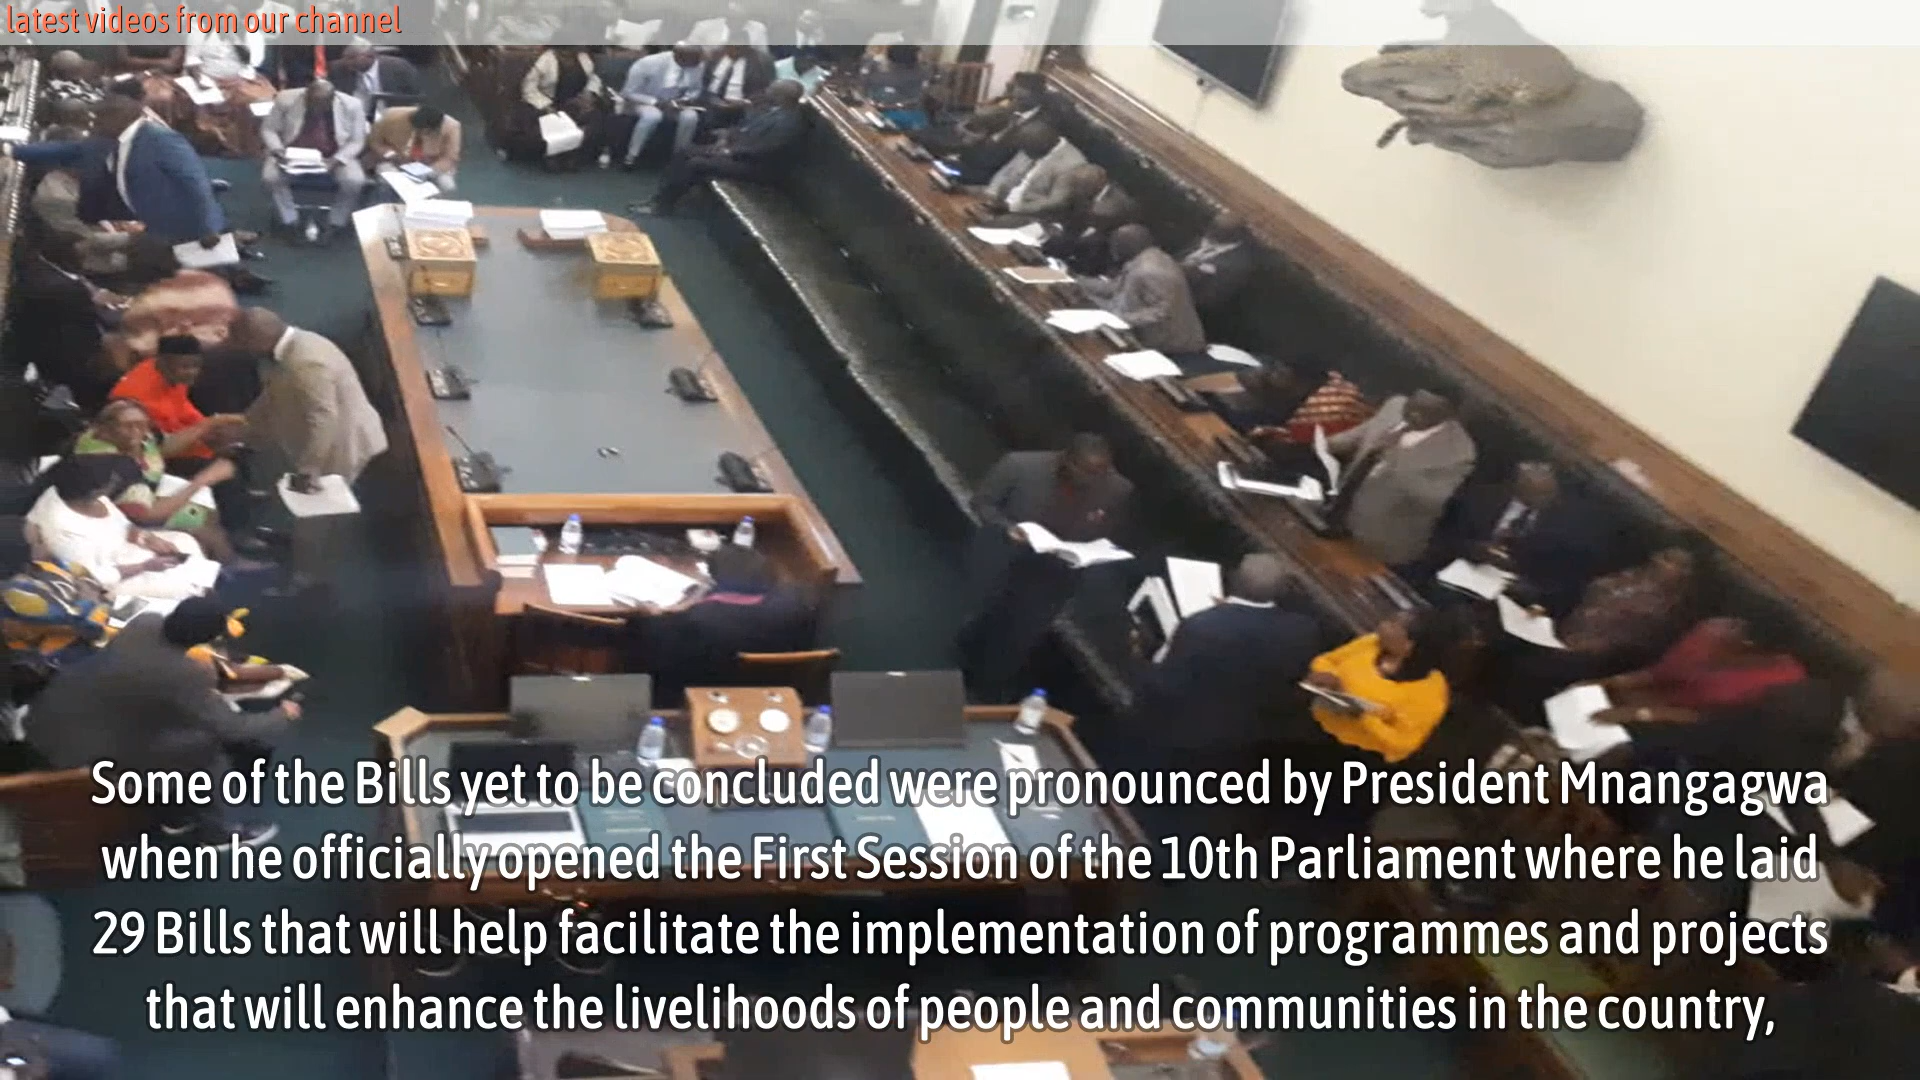 latest videos from our channel
Some of the Bills yet to be concluded were pronounced by President Mnangagwa
when he officially opened the First Session of the 10th Parliament where he laid
29 Bills that will help facilitate the implementation of programmes and projects
that will enhance the livelihoods of people and communities in the country,